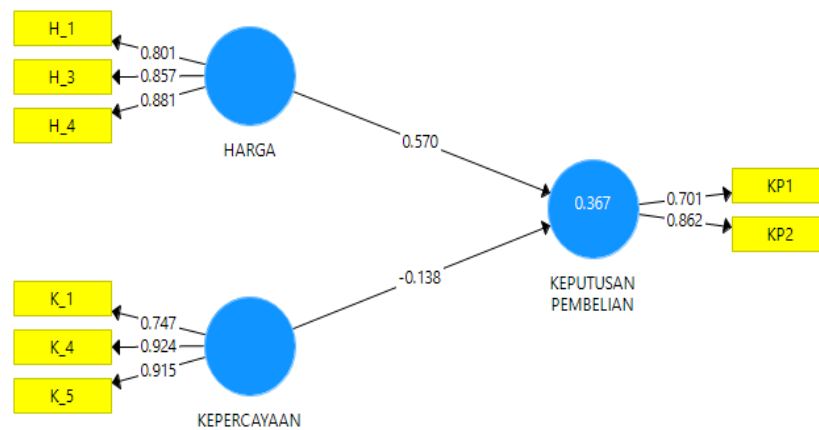 H_1
0.801
H_3
0.857
H_4
0.881
HARGA
0.570
0.367
KP1
0.701
KP2
0.862
KEPUTUSAN
PEMBELIAN
-0.138
K_1
0.747
K_4
0.924
K_5
0.915
KEPERCAYAAN